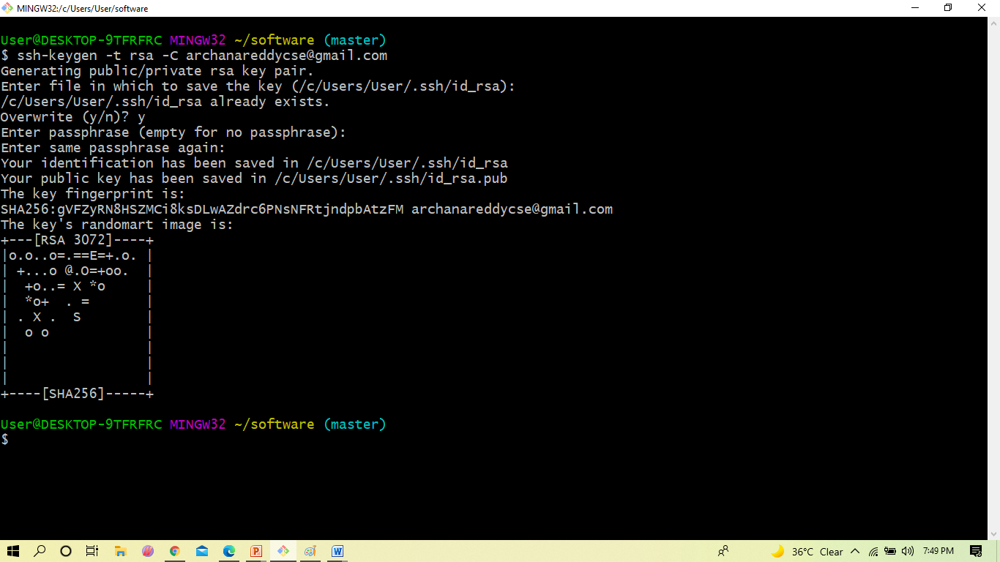 MINGW32:/c/Users/User/software
User@DESKTOP-9TFRFRC MINGW32 ~/software (master)
$ ssh-keygen -t rsa -C archanareddycse@gmail.com
Generating public/private rsa key pair.
Enter file in which to save the key (/c/Users/User/.ssh/id_rsa):
/c/Users/User/.ssh/id_rsa already exists.
Overwrite (y/n)? y
Enter passphrase (empty for no passphrase):
Enter same passphrase again:
Your identification has been saved in /c/Users/User/.ssh/id_rsa
Your public key has been saved in /c/Users/User/.ssh/id_rsa.pub
The key fingerprint is:
SHA256:gVFZyRN8HSZMCi8ksDLwAZdrc6PNsNFRtjndpbAtzFM archanareddycse@gmail.com
The key's randomart image is:
+---[RSA 3072]----+
|o.o..o=.==E=+.o. |
| +...o @.O=+oo.  |
|  +o..= X *o     |
|  *o+  . =       |
| . X .  S        |
|  o o            |
|                 |
|                 |
|                 |
+----[SHA256]-----+
User@DESKTOP-9TFRFRC MINGW32 ~/software (master)
$
36°C Clear 7:49 PM